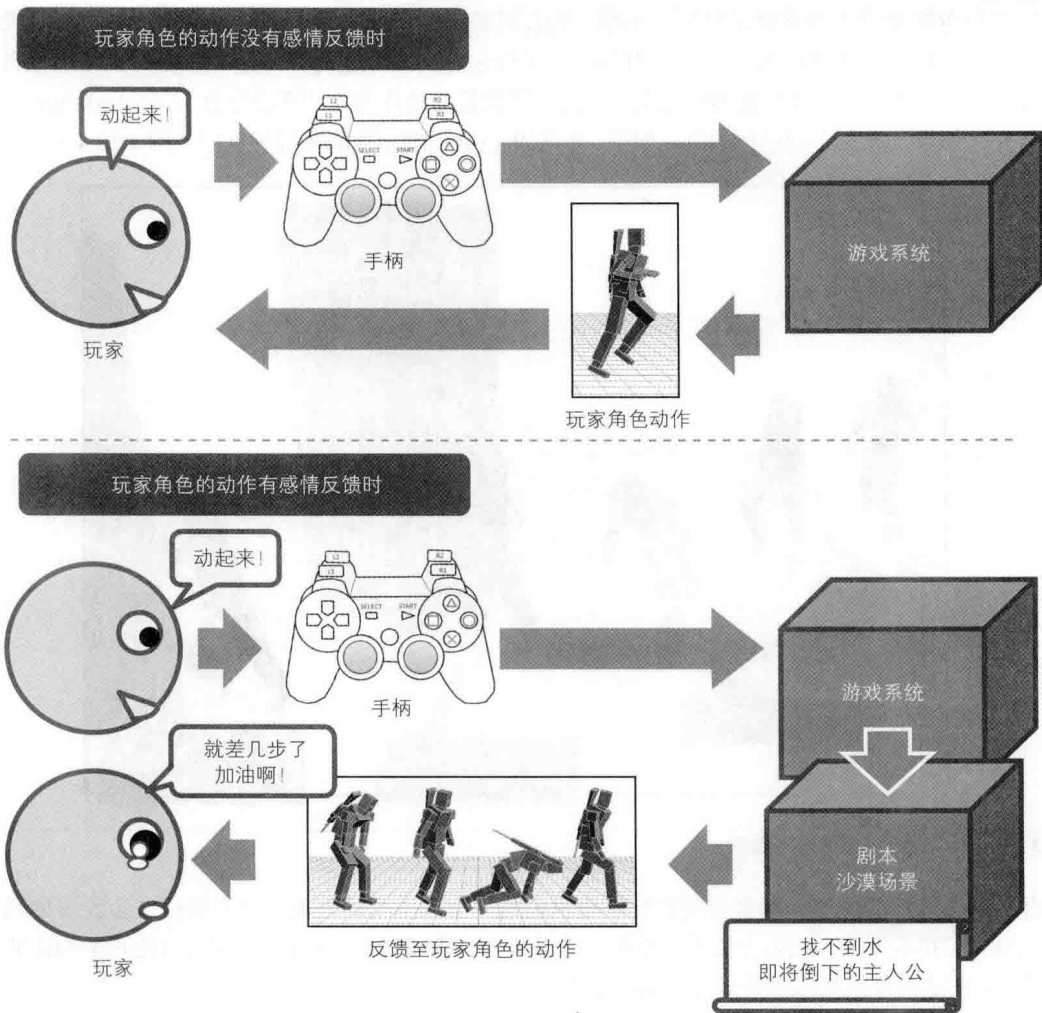 玩家角色的动作没有感情反馈时
动起来!
L2
R2
L1
R1
SELECT
START
手柄
游戏系统
玩家
玩家角色动作
玩家角色的动作有感情反馈时
动起来!
L2
R2
L1
R1
SELECT
START
手柄
游戏系统
就差几步了
加油啊!
剧本
沙漠场景
反馈至玩家角色的动作
找不到水
即将倒下的主人公
玩家